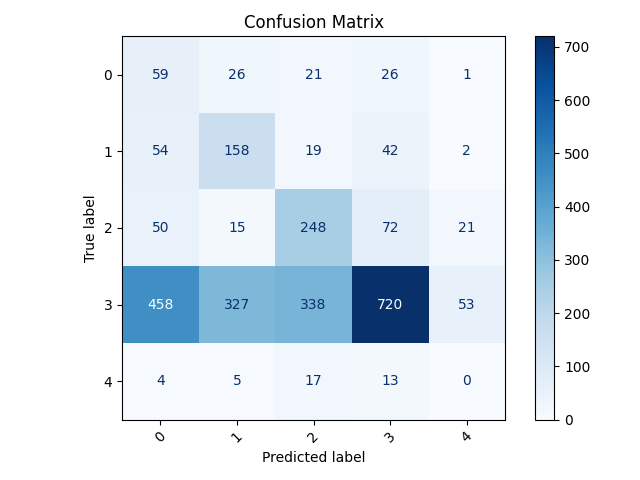 Confusion Matrix
True label
0 59 26 21 26 1
1 54 158 19 42 2
2 50 15 248 72 21
3 458 327 338 720 53
4 4 5 17 13 0
0 1 2 3 4
Predicted label
700
600
500
400
300
200
100
0